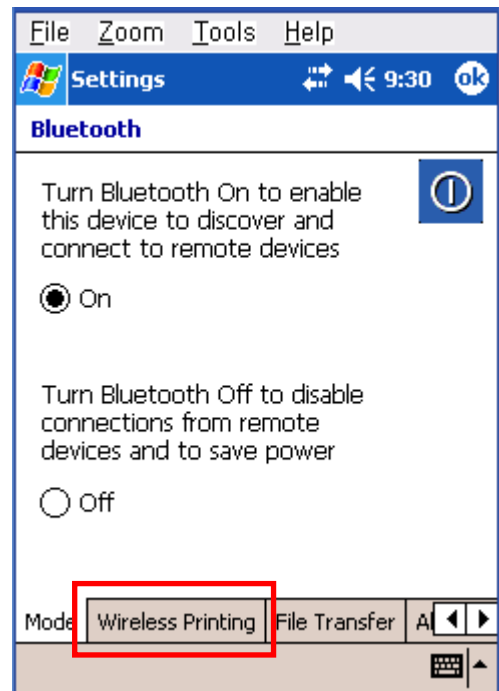 File Zoom Tools Help
Settings 9:30 ok
Bluetooth
Turn Bluetooth On to enable
this device to discover and
connect to remote devices
On
Turn Bluetooth Off to disable
connections from remote
devices and to save power
Off
Mode Wireless Printing File Transfer